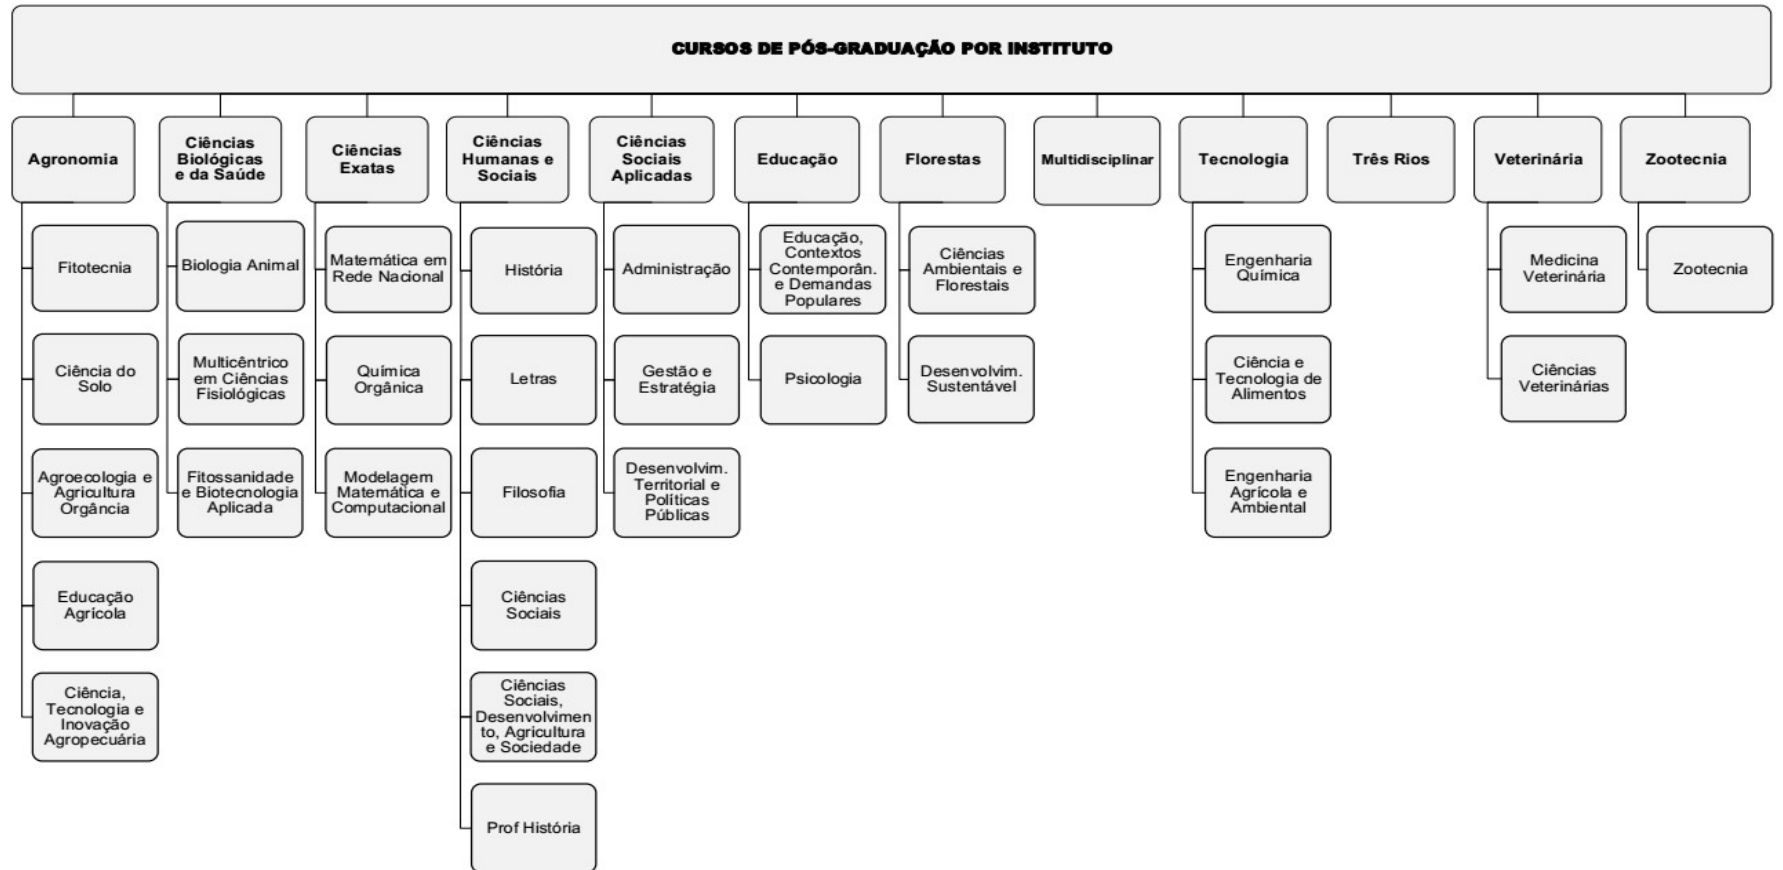 CURSOS DE PÓS-GRADUAÇÃO POR INSTITUTO
Agronomia
Ciências
Biológicas
e da Saúde
Ciências
Exatas
Ciências
Humanas e
Sociais
Ciências
Sociais
Aplicadas
Educação
Florestas
Multidisciplinar
Tecnologia
Três Rios
Veterinária
Zootecnia
Fitotecnia
Biologia Animal
Matemática em
Rede Nacional
História
Administração
Educação,
Contextos
Contemporân.
e Demandas
Populares
Ciências
Ambientais e
Florestais
Engenharia
Química
Medicina
Veterinária
Zootecnia
Ciência do
Solo
Multicêntrico
em Ciências
Fisiológicas
Química
Orgânica
Letras
Gestão e
Estratégia
Psicologia
Desenvolvim.
Sustentável
Ciência e
Tecnologia de
Alimentos
Ciências
Veterinárias
Agroecologia e
Agricultura
Orgância
Fitossanidade
e Biotecnologia
Aplicada
Modelagem
Matemática e
Computacional
Filosofia
Desenvolvim.
Territorial e
Políticas
Públicas
Engenharia
Agrícola e
Ambiental
Educação
Agrícola
Ciências
Sociais
Ciência,
Tecnologia e
Inovação
Agropecuária
Ciências
Sociais,
Desenvolvimen
to, Agricultura
e Sociedade
Prof História